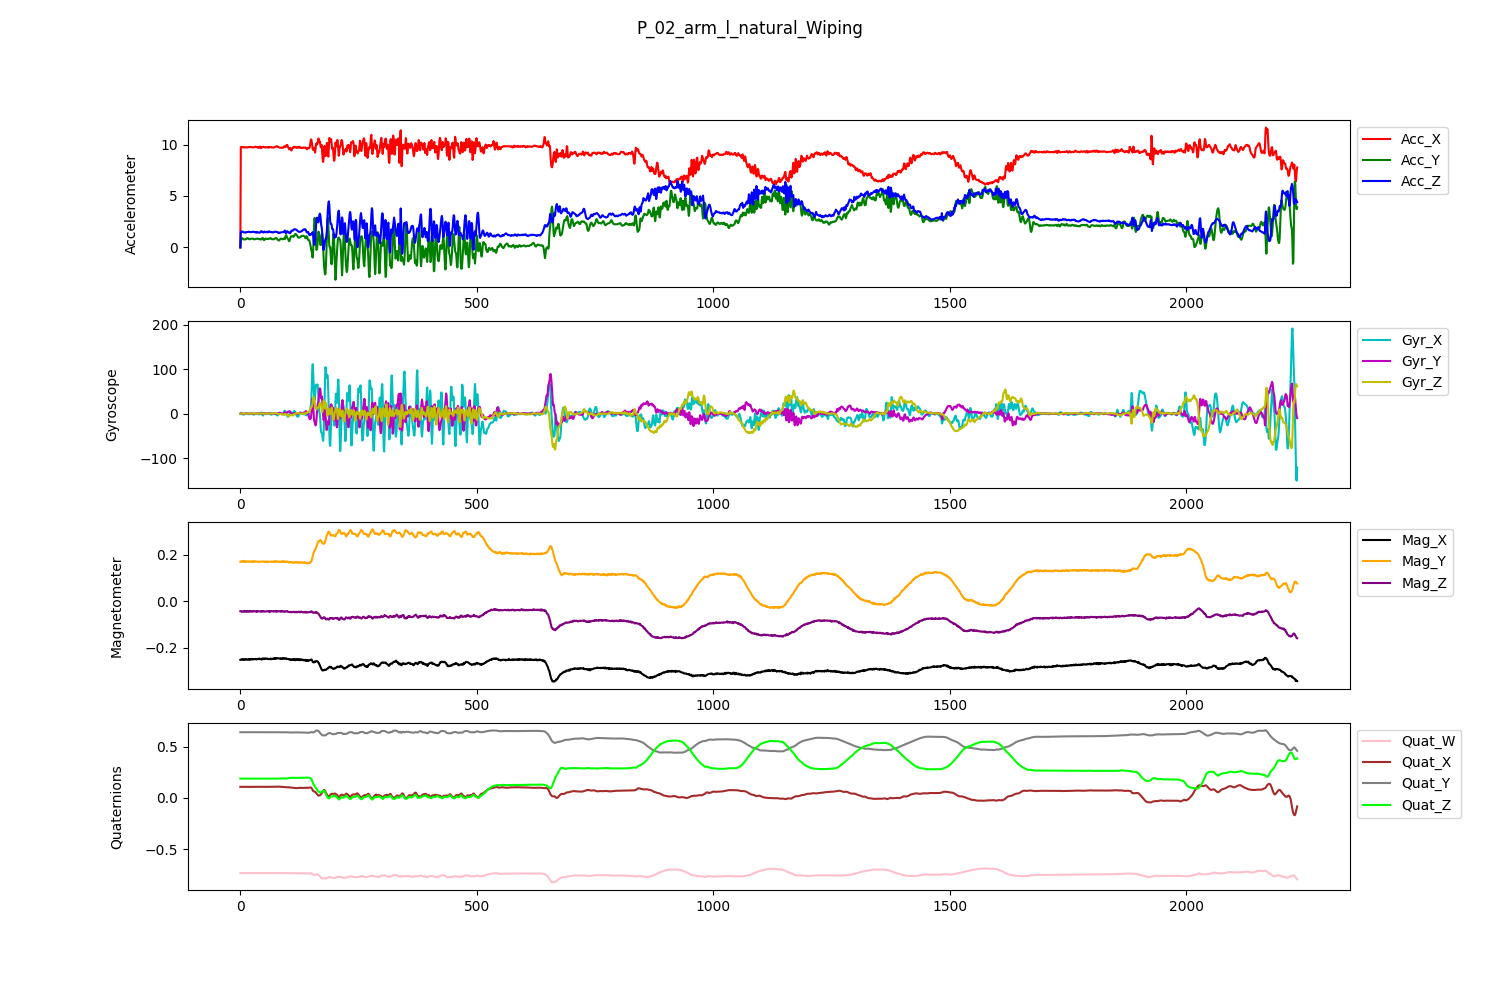 P_02_arm_l_natural_Wiping
Accelerometer
10
5
0
0
500
1000
1500
2000
Acc_X
Acc_Y
Acc_Z
Gyroscope
200
100
0
−100
0
500
1000
1500
2000
Gyr_X
Gyr_Y
Gyr_Z
Magnetometer
0.2
0.0
−0.2
0
500
1000
1500
2000
Mag_X
Mag_Y
Mag_Z
Quaternions
0.5
0.0
−0.5
0
500
1000
1500
2000
Quat_W
Quat_X
Quat_Y
Quat_Z